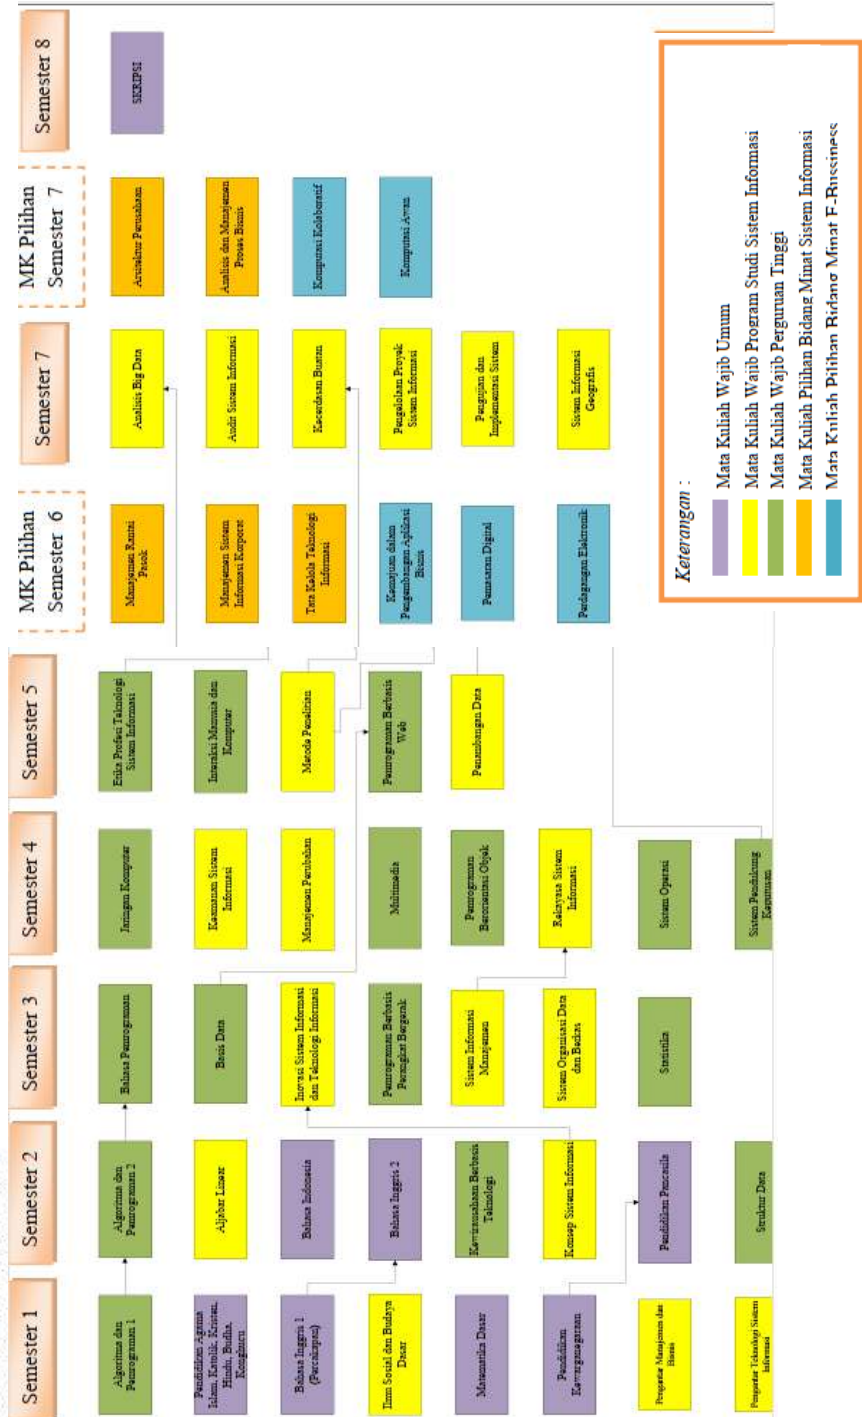 Semester 1
Algoritma dan
Pemrograman 1
Pendidikan Agama
Islam, Katolik, Kristen,
Hindu, Budha,
Konghucu
Bahasa Inggris 1
(Percakapan)
Ilmu Sosial dan Budaya
Dasar
Matematika Dasar
Pendidikan
Kewarganegaraan
Pengantar Manajemen dan
Bisnis
Pengantar Teknologi Sistem
Informasi
Semester 2
Algoritma dan
Pemrograman 2
Aljabar Linear
Bahasa Indonesia
Bahasa Inggris 2
Kewirausahaan Berbasis
Teknologi
Konsep Sistem Informasi
Pendidikan Pancasila
Struktur Data
Semester 3
Bahasa Pemrograman
Basis Data
Inovasi Sistem Informasi
dan Teknologi Informasi
Pemrograman Berbasis
Perangkat Bergerak
Sistem Informasi
Manajemen
Sistem Organisasi Data
dan Berkas
Statistika
Semester 4
Jaringan Komputer
Keamanan Sistem
Informasi
Manajemen Perubahan
Multimedia
Pemrograman
Berorientasi Objek
Rekayasa Sistem
Informasi
Sistem Operasi
Sistem Pendukung
Keputusan
Semester 5
Etika Profesi Teknologi
Sistem Informasi
Interaksi Manusia dan
Komputer
Metode Penelitian
Pemrograman Berbasis
Web
Penambangan Data
MK Pilihan
Semester 6
Manajemen Rantai
Pasok
Manajemen Sistem
Informasi Korporat
Tata Kelola Teknologi
Informasi
Kemajuan dalam
Pengembangan Aplikasi
Bisnis
Pemasaran Digital
Perdagangan Elektronik
Semester 7
Analisis Big Data
Audit Sistem Informasi
Kecerdasan Buatan
Pengelolaan Proyek
Sistem Informasi
Pengujian dan
Implementasi Sistem
Sistem Informasi
Geografis
MK Pilihan
Semester 7
Arsitektur Perusahaan
Analisis dan Manajemen
Proses Bisnis
Komputasi Kolaboratif
Komputasi Awan
Semester 8
SKRIPSI
Keterangan :
Mata Kuliah Wajib Umum
Mata Kuliah Wajib Program Studi Sistem Informasi
Mata Kuliah Wajib Perguruan Tinggi
Mata Kuliah Pilihan Bidang Minat Sistem Informasi
Mata Kuliah Pilihan Bidang Minat E-Bussiness